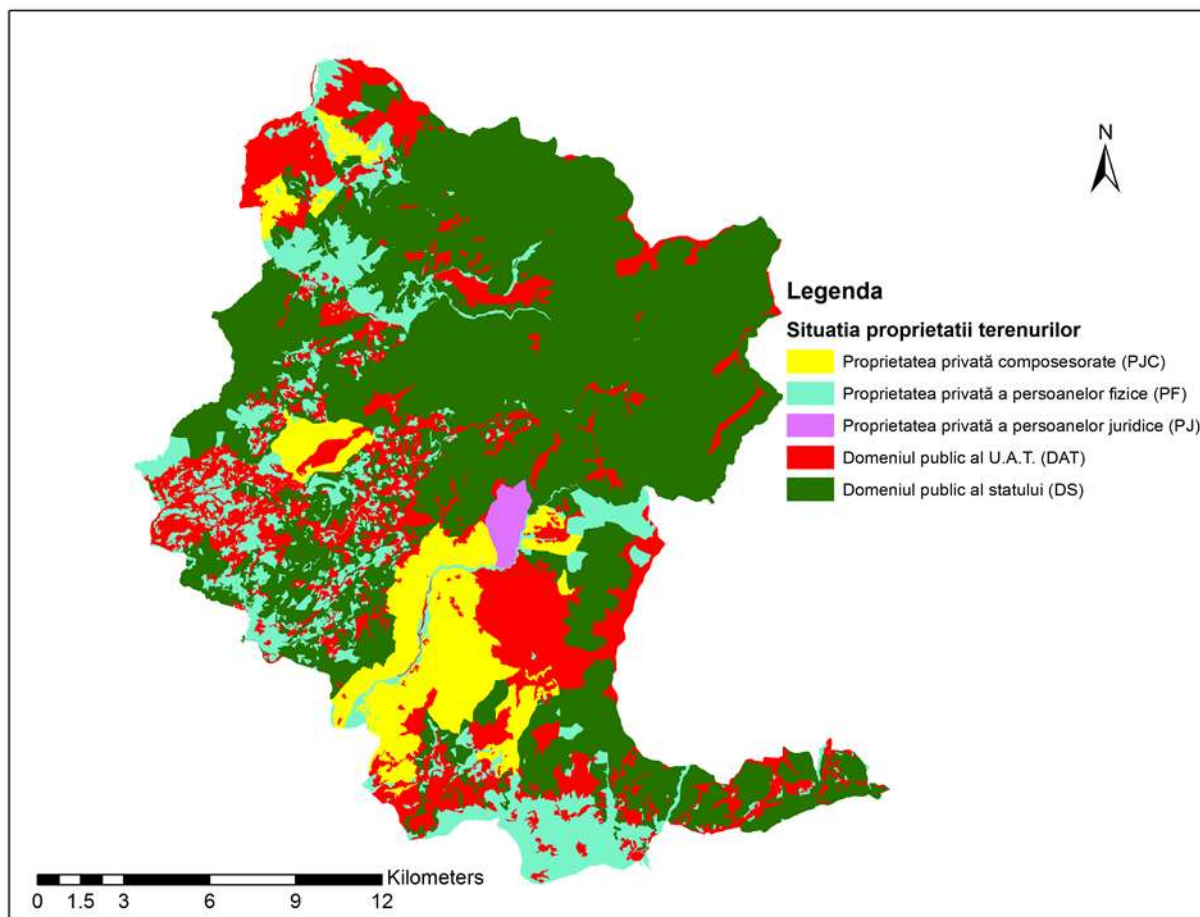 N
Legenda
Situatia proprietatii terenurilor
Proprietatea privată composesorate (PJC)
Proprietatea privată a persoanelor fizice (PF)
Proprietatea privată a persoanelor juridice (PJ)
Domeniul public al U.A.T. (DAT)
Domeniul public al statului (DS)
Kilometers
0 1.5 3 6 9 12